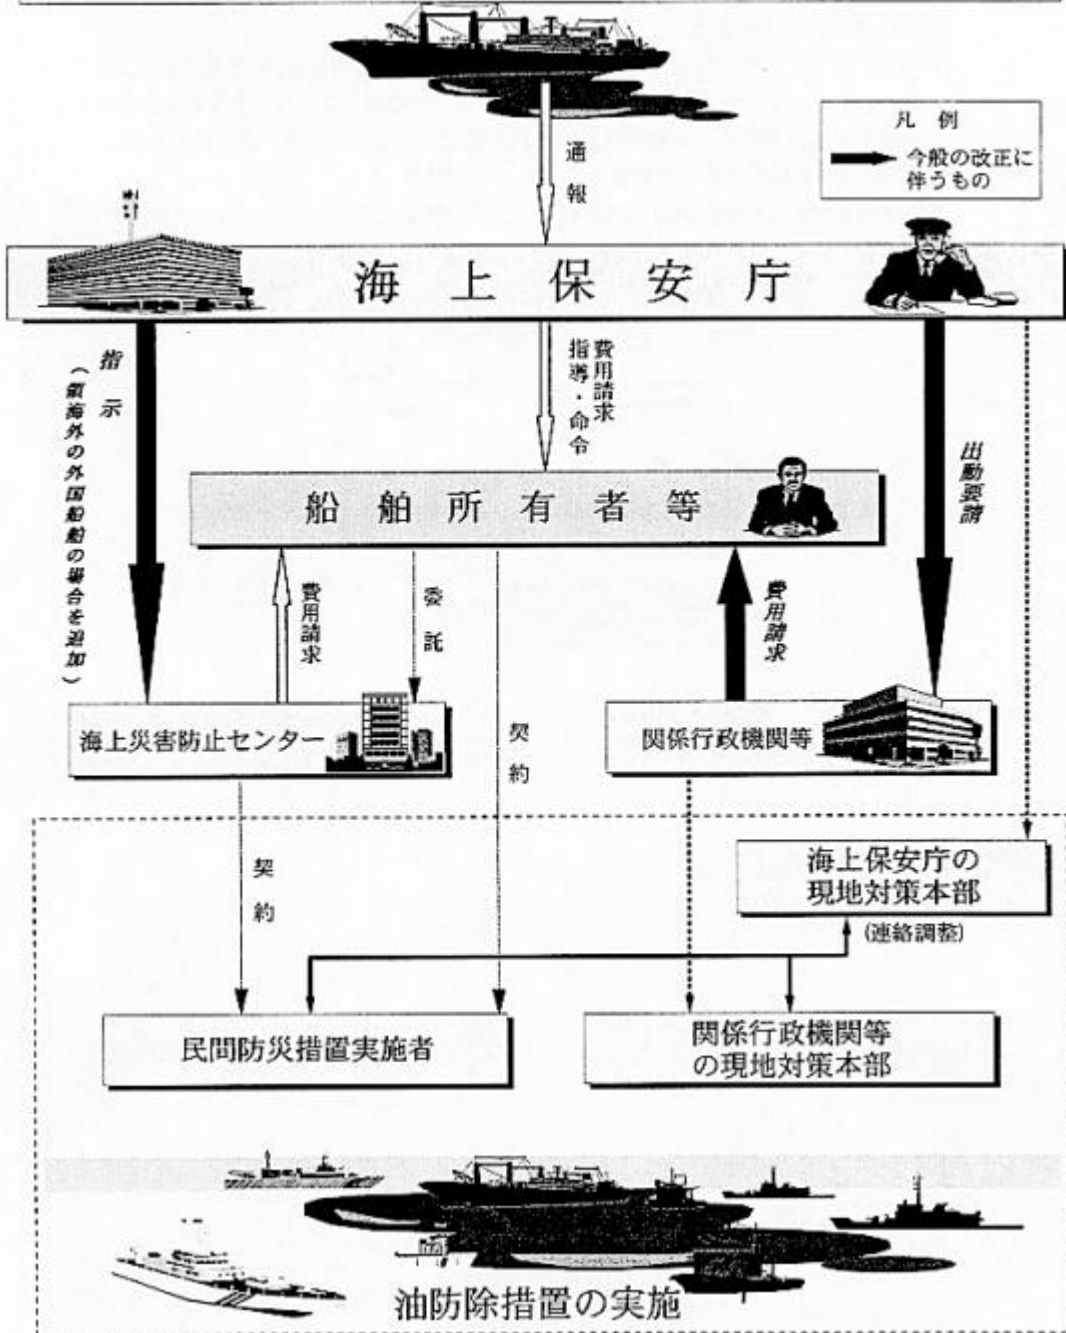 通報
凡 例
今般の改正に
伴うもの
海上保安庁
指示
(領海外の外国船舶の場合を追加)
費用請求
指導・命令
出動要請
船舶所有者等
費用請求
委託
契約
費用請求
海上災害防止センター
関係行政機関等
契約
海上保安庁の
現地対策本部
(連絡調整)
民間防災措置実施者
関係行政機関等
の現地対策本部
油防除措置の実施